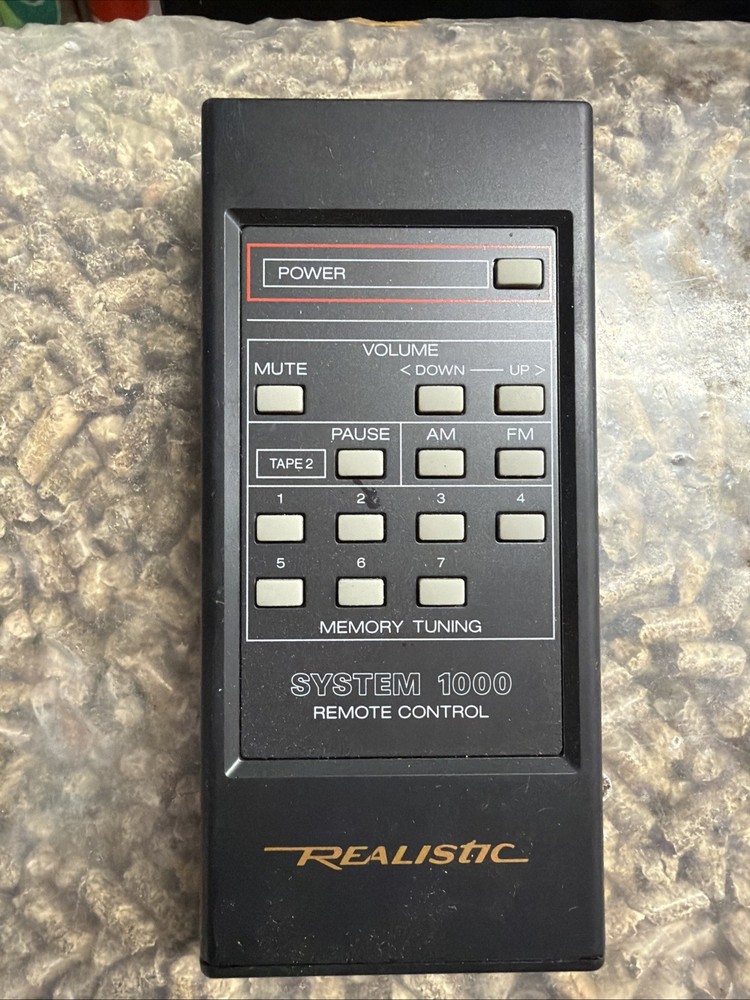 POWER
VOLUME
MUTE < DOWN — UP >
PAUSE AM FM
TAPE 2
1 2 3 4
5 6 7
MEMORY TUNING
SYSTEM 1000
REMOTE CONTROL
REALISTIC